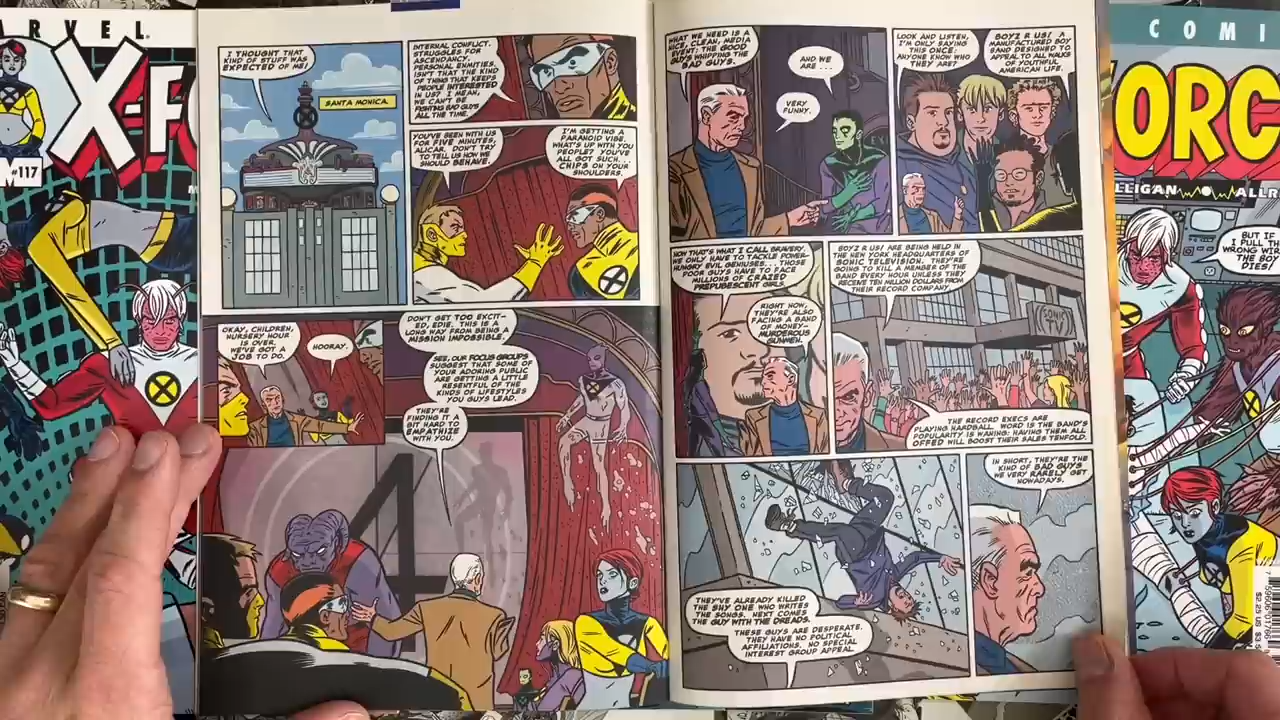 ARVEL
X-F
#117
I THOUGHT THAT
KIND OF STUFF WAS
EXPECTED OF ME!
SANTA MONICA.
INTERNAL CONFLICT.
STRUGGLES FOR
ASCENDANCY.
PERSONAL ENMITIES.
ISN'T THAT THE KIND
OF THING THAT KEEPS
PEOPLE INTERESTED
IN US? I MEAN,
WE CAN'T BE
FIGHTING BAD GUYS
ALL THE TIME.
YOU'VE BEEN WITH US
FOR FIVE MINUTES,
ALICAR. DON'T TRY
TO TELL US HOW WE
SHOULD BEHAVE.
I'M GETTING A
PARANOID VIBE.
WHAT'S UP WITH YOU
PEOPLE? YOU'VE
ALL GOT SUCH...
CHIPS ON YOUR
SHOULDERS.
OKAY, CHILDREN,
NURSERY HOUR
IS OVER.
WE'VE GOT A
JOB TO DO.
HOORAY.
DON'T GET TOO EXCIT-
ED, EDIE. THIS IS A
LONG WAY FROM BEING A
MISSION IMPOSSIBLE.
SEE, OUR FOCUS GROUPS
SUGGEST THAT SOME OF
YOUR ADORING PUBLIC
ARE GETTING A LITTLE
RESENTFUL OF THE
KINDS OF LIFESTYLES
YOU GUYS LEAD.
THEY'RE
FINDING IT A
BIT HARD TO
EMPATHIZE
WITH YOU.
4
WHAT WE NEED IS A
NICE, CLEAN, MEDIA
EVENT: THE GOOD
GUYS WHIPPING THE
BAD GUYS.
AND WE
ARE...
VERY
FUNNY.
LOOK AND LISTEN,
I'M ONLY SAYING
THIS ONCE:
ANYONE KNOW WHO
THEY ARE?
BOYZ R US! A
MANUFACTURED BOY
BAND DESIGNED TO
APPEAL TO ALL WALKS
OF YOUTHFUL
AMERICAN LIFE.
NOW THAT'S WHAT I CALL BRAVERY.
WE ONLY HAVE TO TACKLE POWER-
HUNGRY EVIL GENIUSES... THOSE
POOR GUYS HAVE TO FACE
MILLIONS OF CRAZED
PREPUBESCENT GIRLS.
RIGHT NOW,
THEY'RE ALSO
FACING A BAND
OF MONEY-
MURDEROUS
GUNMEN.
BOYZ R US! ARE BEING HELD IN
THE NEW YORK HEADQUARTERS OF
SONIC TELEVISION. THEY'RE
GOING TO KILL A MEMBER OF THE
BAND EVERY HOUR UNLESS THEY
RECEIVE TEN MILLION DOLLARS FROM
THEIR RECORD COMPANY.
SONIC
TV
THE RECORD EXECS ARE
PLAYING HARDBALL. WORD IS THE BAND'S
POPULARITY IS WANING: HAVING THEM ALL
OFFED WILL BOOST THEIR SALES TENFOLD.
THEY'VE ALREADY KILLED
THE SHY ONE WHO WRITES
THE SONGS. NEXT COMES
THE GUY WITH THE DREADS.
THESE GUYS ARE DESPERATE.
THEY HAVE NO POLITICAL
AFFILIATIONS. NO SPECIAL
INTEREST GROUP APPEAL.
IN SHORT, THEY'RE THE
KIND OF BAD GUYS
WE VERY RARELY GET
NOWADAYS.
COMI
ORC
LLIGAN ALLR
BUT IF
I PULL TH
WRONG WI
THE BOY
DIES!
$2.25 US